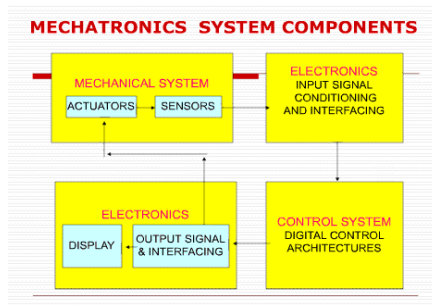 MECHATRONICS SYSTEM COMPONENTS
MECHANICAL SYSTEM
ACTUATORS
SENSORS
ELECTRONICS
INPUT SIGNAL
CONDITIONING
AND INTERFACING
ELECTRONICS
DISPLAY
OUTPUT SIGNAL
& INTERFACING
CONTROL SYSTEM
DIGITAL CONTROL
ARCHITECTURES